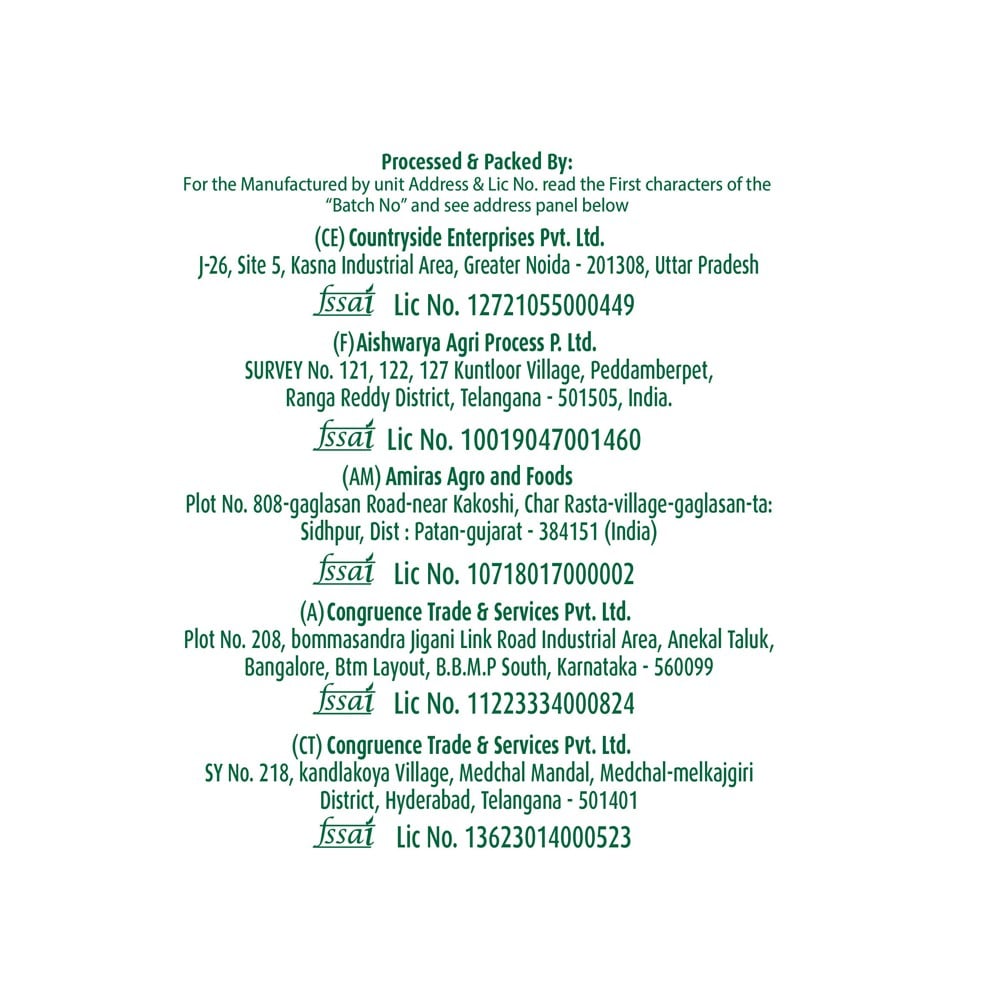 Processed & Packed By:
For the Manufactured by unit Address & Lic No. read the First characters of the
“Batch No” and see address panel below
(CE) Countryside Enterprises Pvt. Ltd.
J-26, Site 5, Kasna Industrial Area, Greater Noida - 201308, Uttar Pradesh
fssai Lic No. 12721055000449
(F) Aishwarya Agri Process P. Ltd.
SURVEY No. 121, 122, 127 Kuntloor Village, Peddamberpet,
Ranga Reddy District, Telangana - 501505, India.
fssai Lic No. 10019047001460
(AM) Amiras Agro and Foods
Plot No. 808-gaglasan Road-near Kakoshi, Char Rasta-village-gaglasan-ta:
Sidhpur, Dist : Patan-gujarat - 384151 (India)
fssai Lic No. 10718017000002
(A) Congruence Trade & Services Pvt. Ltd.
Plot No. 208, bommasandra Jigani Link Road Industrial Area, Anekal Taluk,
Bangalore, Btm Layout, B.B.M.P South, Karnataka - 560099
fssai Lic No. 11223334000824
(CT) Congruence Trade & Services Pvt. Ltd.
SY No. 218, kandlakoya Village, Medchal Mandal, Medchal-melkajgiri
District, Hyderabad, Telangana - 501401
fssai Lic No. 13623014000523